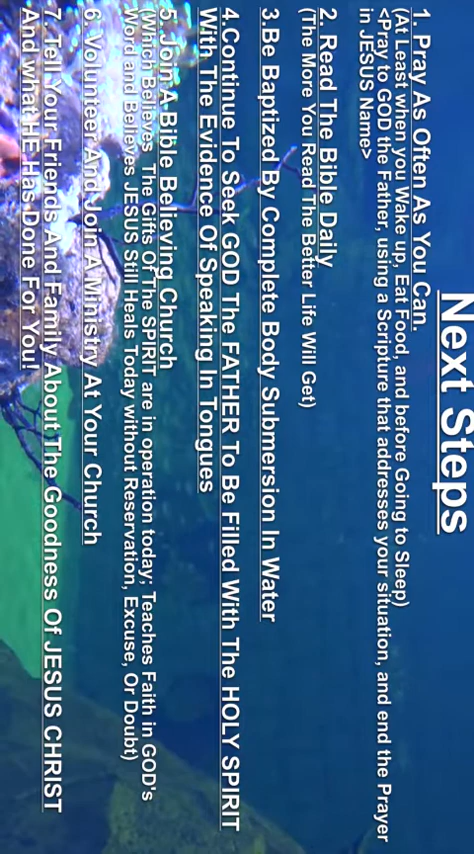 Next Steps
1. Pray As Often As You Can.
(At Least when you Wake up, Eat Food, and before Going to Sleep)
<Pray to GOD the Father, using a Scripture that addresses your situation, and end the Prayer
in JESUS Name>
2 Read The Bible Daily
(The More You Read The Better Life Will Get)
3.Be Baptized By Complete Body Submersion In Water
4.Continue To Seek GOD The FATHER To Be Filled With The HOLY SPIRIT
With The Evidence Of Speaking In Tongues
5. Join A Bible Believing Church
(Which Believes The Gifts Of The SPIRIT are in operation today; Teaches Faith in GOD's
Word and Believes JESUS Still Heals Today without Reservation, Excuse, Or Doubt)
6 Volunteer And Join A Ministry At Your Church
7. Tell Your Friends And Family About The Goodness Of JESUS CHRIST
And what HE Has Done For You!